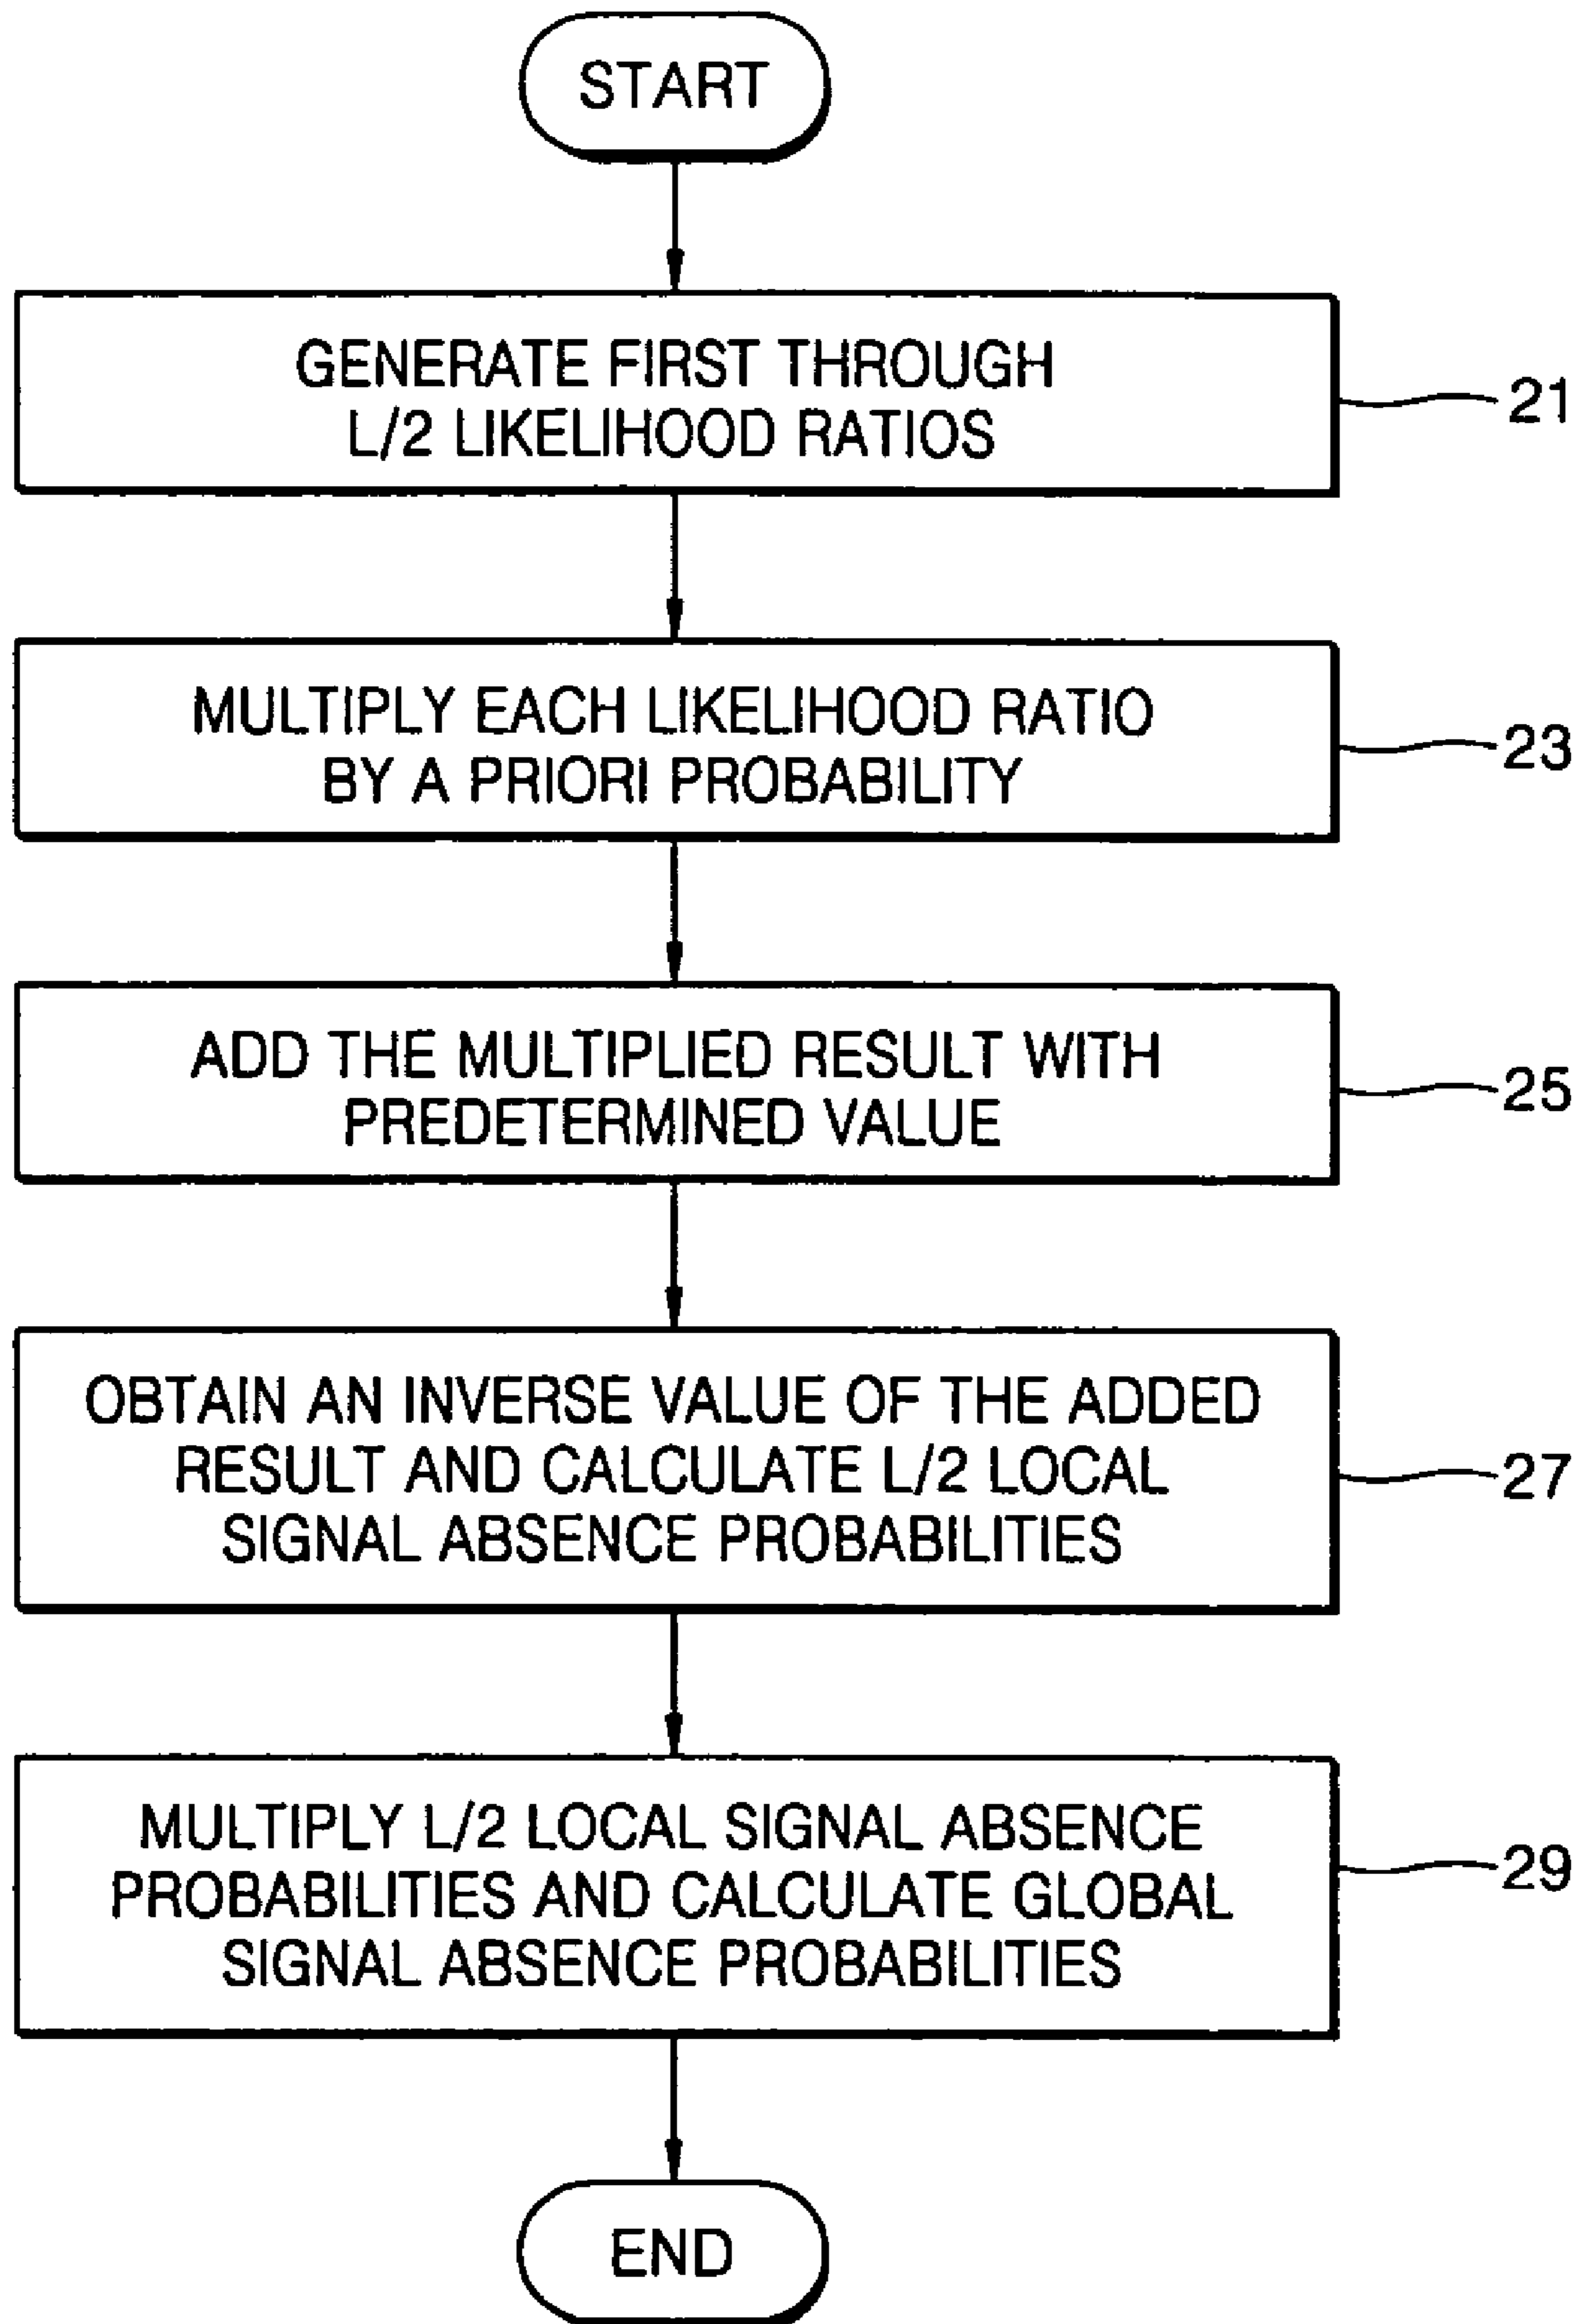 START
GENERATE FIRST THROUGH
L/2 LIKELIHOOD RATIOS
21
MULTIPLY EACH LIKELIHOOD RATIO
BY A PRIORI PROBABILITY
23
ADD THE MULTIPLIED RESULT WITH
PREDETERMINED VALUE
25
OBTAIN AN INVERSE VALUE OF THE ADDED
RESULT AND CALCULATE L/2 LOCAL
SIGNAL ABSENCE PROBABILITIES
27
MULTIPLY L/2 LOCAL SIGNAL ABSENCE
PROBABILITIES AND CALCULATE GLOBAL
SIGNAL ABSENCE PROBABILITIES
29
END